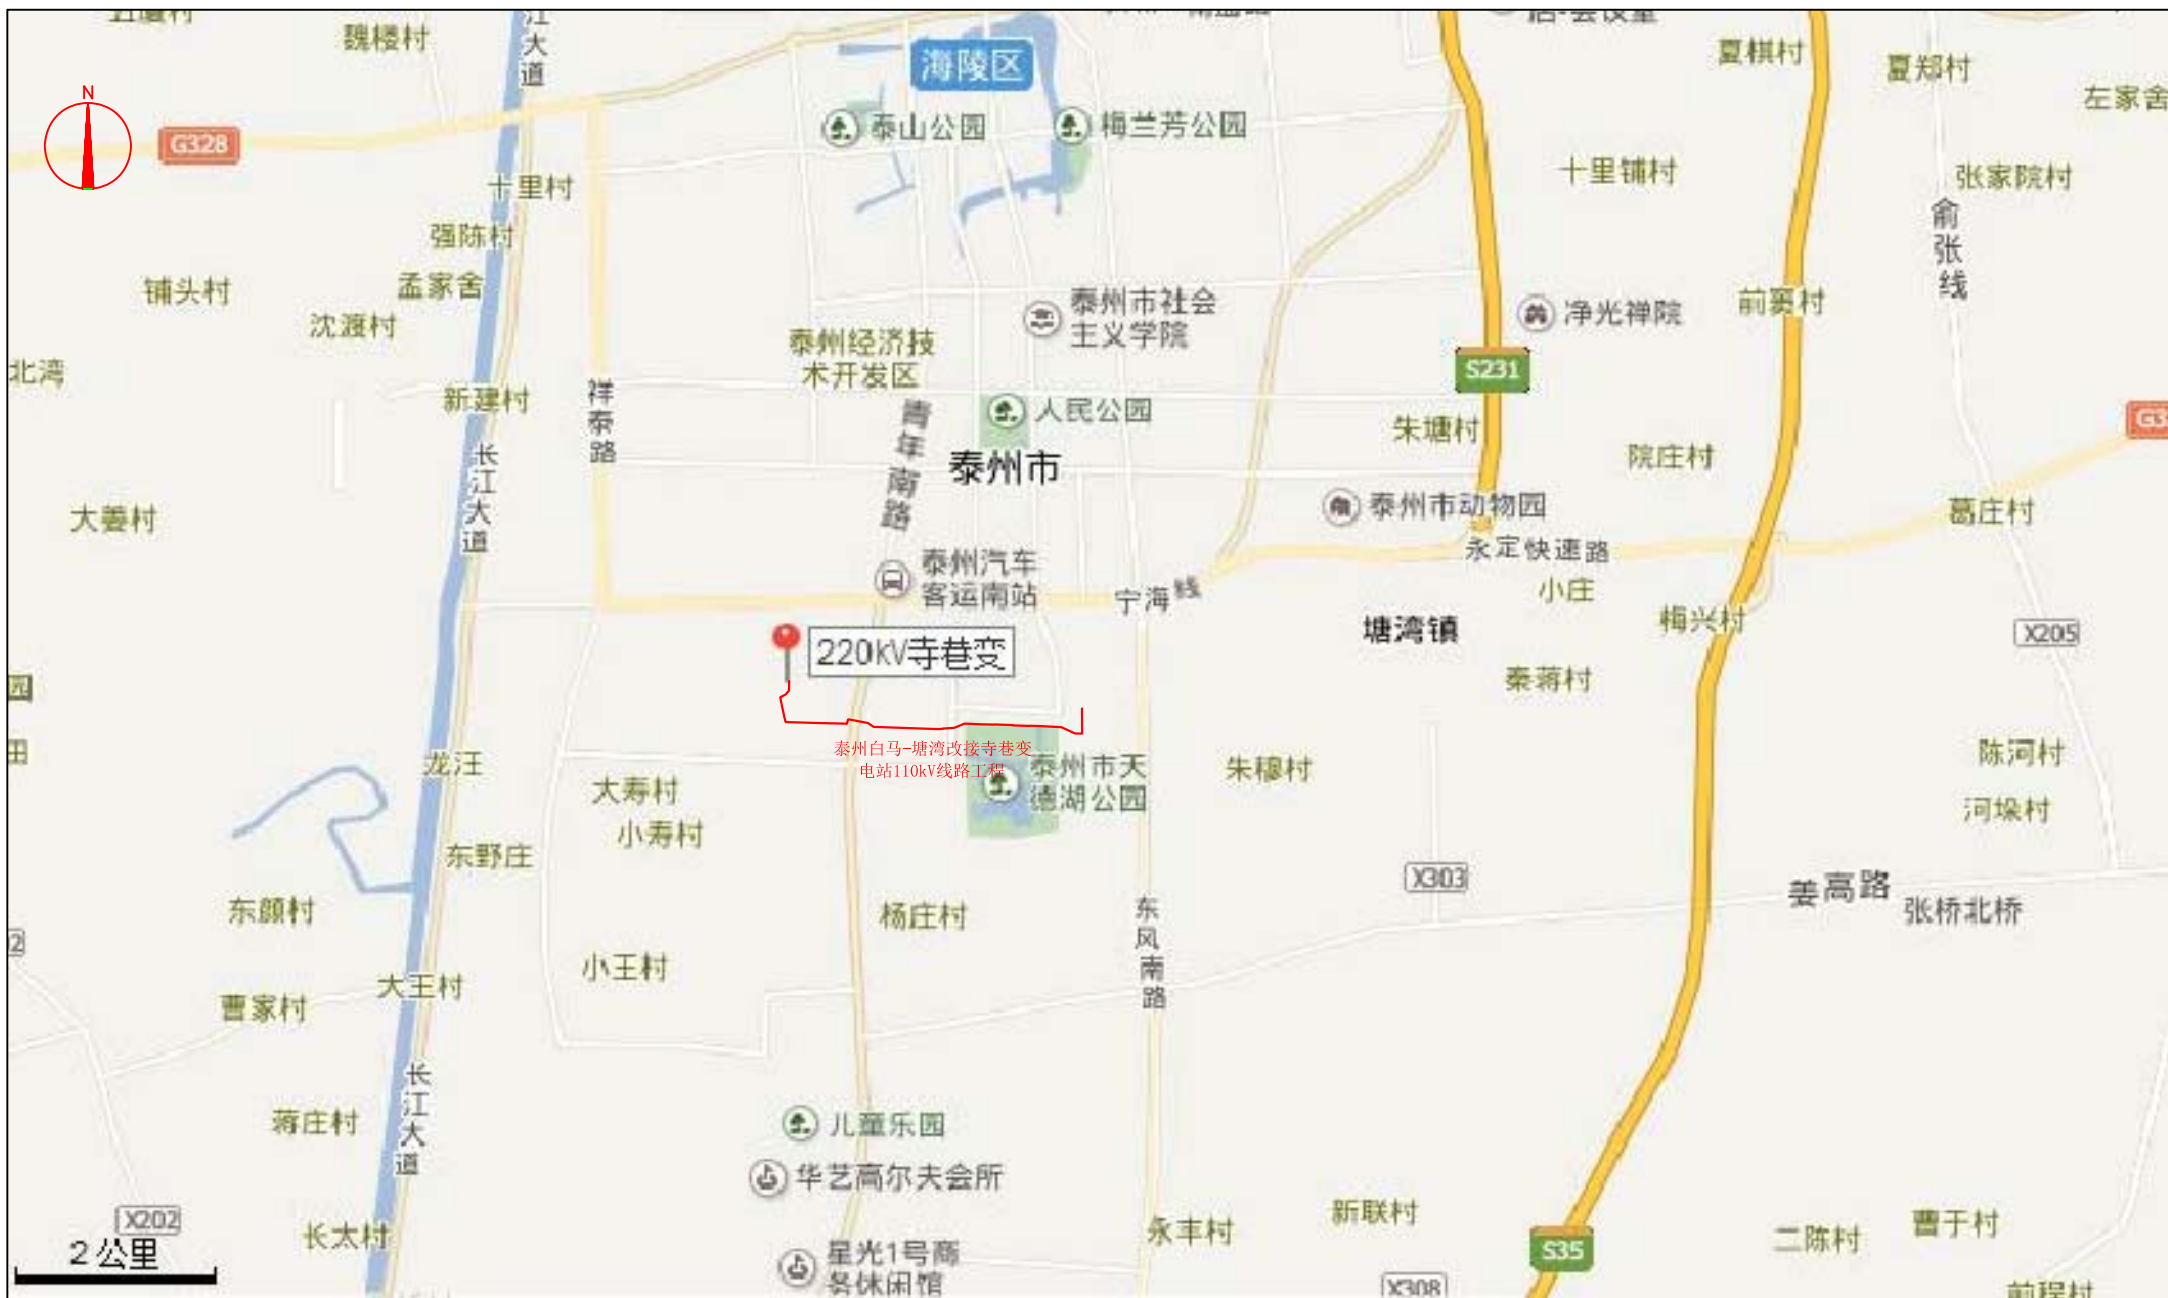 魏楼村
江大道
夏棋村
夏郑村
左家舍
海陵区
N
G328
泰山公园
梅兰芳公园
十里村
十里铺村
张家院村
强陈村
俞张线
铺头村
孟家舍
沈渡村
泰州市社会
主义学院
净光禅院
前窦村
泰州经济技
术开发区
北湾
新建村
祥泰路
S231
人民公园
青年南路
朱塘村
G3
长江大道
泰州市
院庄村
大姜村
泰州市动物园
葛庄村
永定快速路
泰州汽车
客运南站
宁海线
小庄
塘湾镇
梅兴村
X205
220kV寺巷变
秦蒋村
园
泰州白马-塘湾改接寺巷变
电站110kV线路工程
田
龙汪
泰州市天
德湖公园
朱穆村
陈河村
大寿村
河垛村
小寿村
东野庄
X303
姜高路
张桥北桥
东颜村
杨庄村
东风南路
2
小王村
大王村
曹家村
长江大道
蒋庄村
儿童乐园
华艺高尔夫会所
X202
长太村
新联村
永丰村
曹于村
二陈村
2公里
星光1号商
务休闲馆
S35
X308
前程村